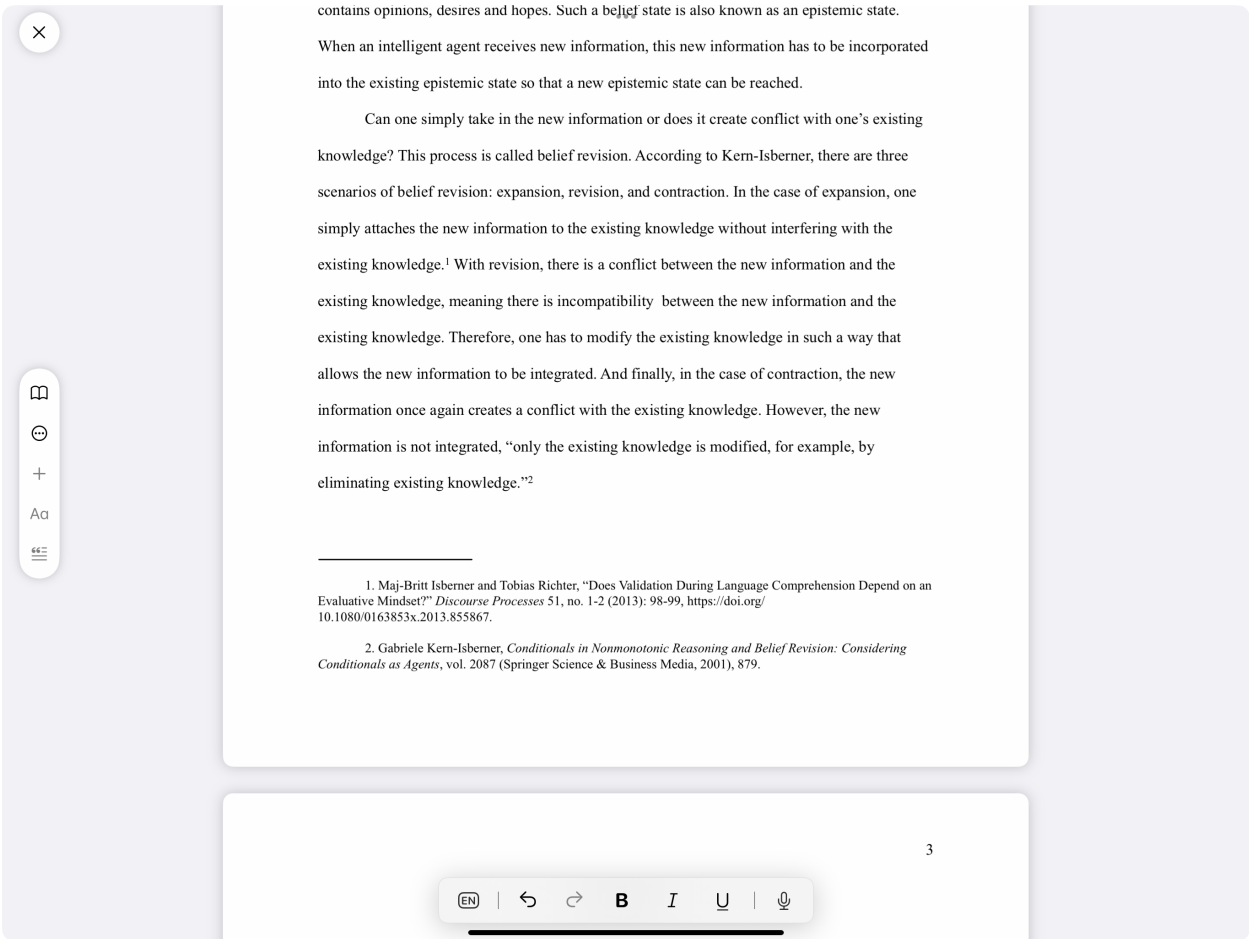 contains opinions, desires and hopes. Such a belief state is also known as an epistemic state.
When an intelligent agent receives new information, this new information has to be incorporated
into the existing epistemic state so that a new epistemic state can be reached.
Can one simply take in the new information or does it create conflict with one’s existing
knowledge? This process is called belief revision. According to Kern-Isberner, there are three
scenarios of belief revision: expansion, revision, and contraction. In the case of expansion, one
simply attaches the new information to the existing knowledge without interfering with the
existing knowledge.¹ With revision, there is a conflict between the new information and the
existing knowledge, meaning there is incompatibility  between the new information and the
existing knowledge. Therefore, one has to modify the existing knowledge in such a way that
allows the new information to be integrated. And finally, in the case of contraction, the new
information once again creates a conflict with the existing knowledge. However, the new
information is not integrated, “only the existing knowledge is modified, for example, by
eliminating existing knowledge.”²
1. Maj-Britt Isberner and Tobias Richter, “Does Validation During Language Comprehension Depend on an
Evaluative Mindset?” Discourse Processes 51, no. 1-2 (2013): 98-99, https://doi.org/
10.1080/0163853x.2013.855867.
2. Gabriele Kern-Isberner, Conditionals in Nonmonotonic Reasoning and Belief Revision: Considering
Conditionals as Agents, vol. 2087 (Springer Science & Business Media, 2001), 879.
Aa
3
EN B I U